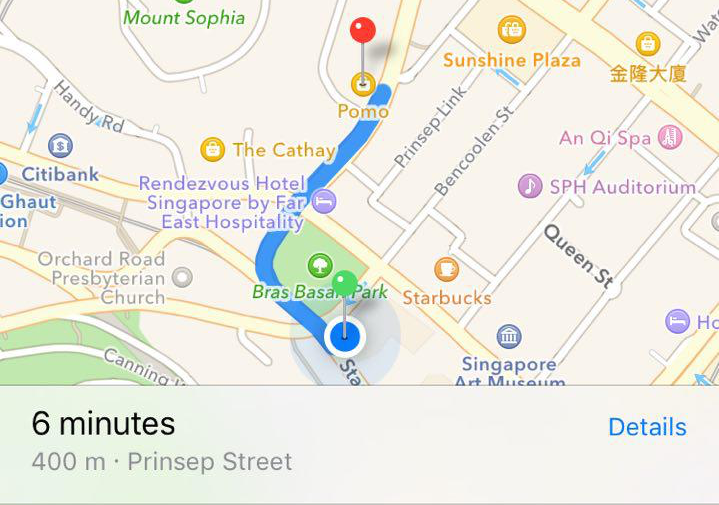 Mount Sophia
Sunshine Plaza
金隆大厦
Pomo
Handy Rd
Prinsep Link
Bencoolen St
An Qi Spa
The Cathay
Citibank
Ghaut
ion
Rendezvous Hotel
Singapore by Far
East Hospitality
SPH Auditorium
Queen St
Orchard Road
Presbyterian
Church
Bras Basah Park
Starbucks
Canning
Singapore
Art Museum
Sta
Ho
6 minutes
Details
400 m · Prinsep Street